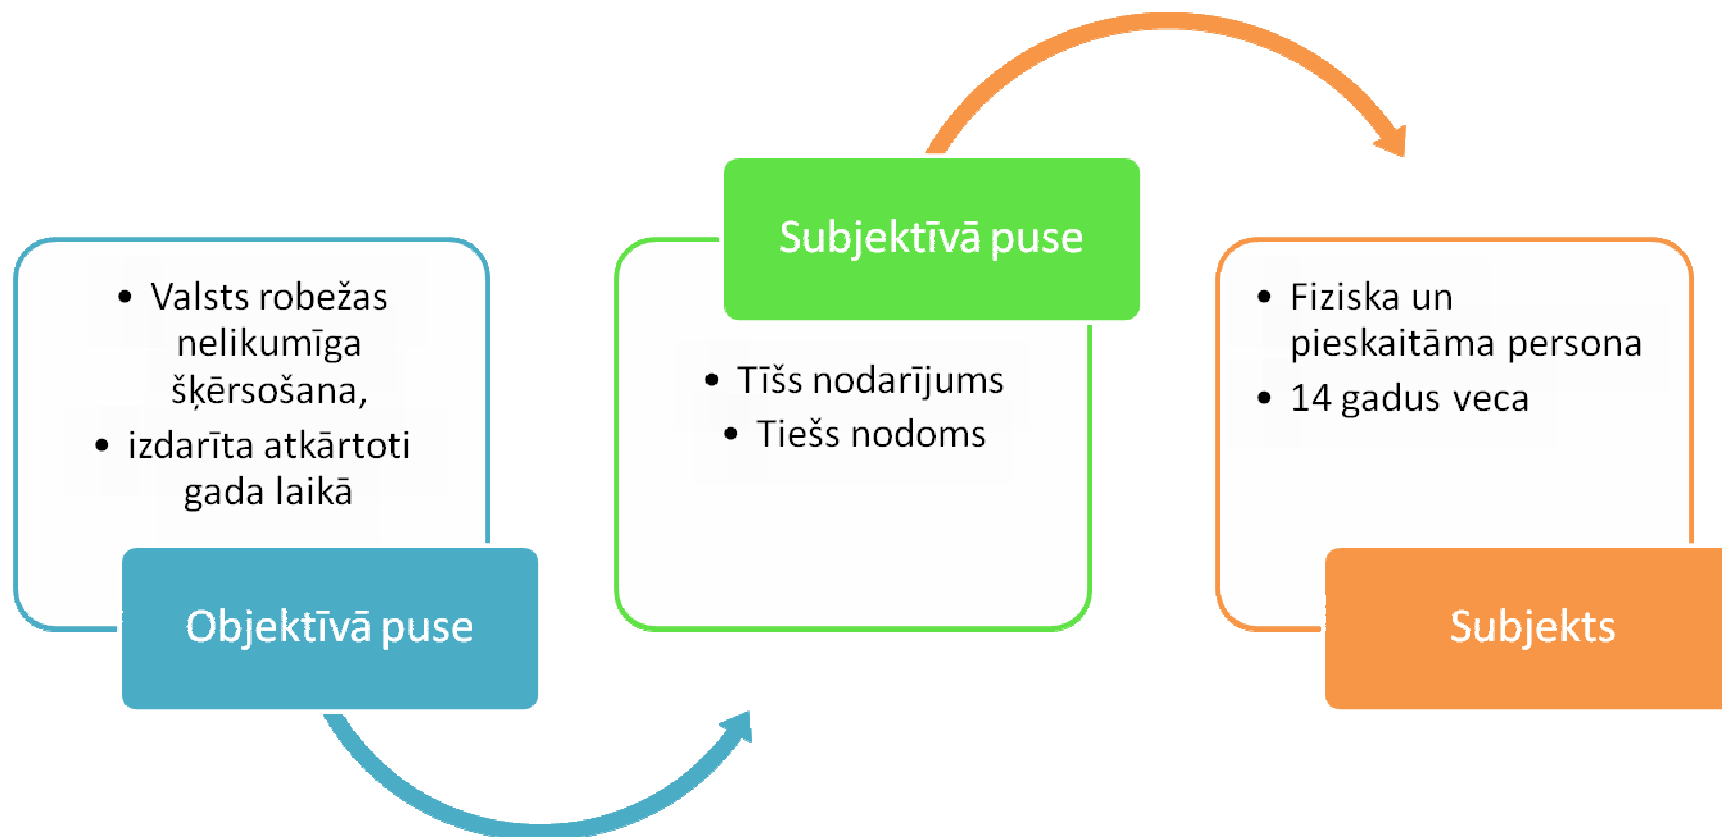 • Valsts robežas
nelikumīga
šķērsošana,
• izdarīta atkārtoti
gada laikā
Objektīvā puse
Subjektīvā puse
• Tīšs nodarījums
• Tiešs nodoms
• Fiziska un
pieskaitāma persona
• 14 gadus veca
Subjekts